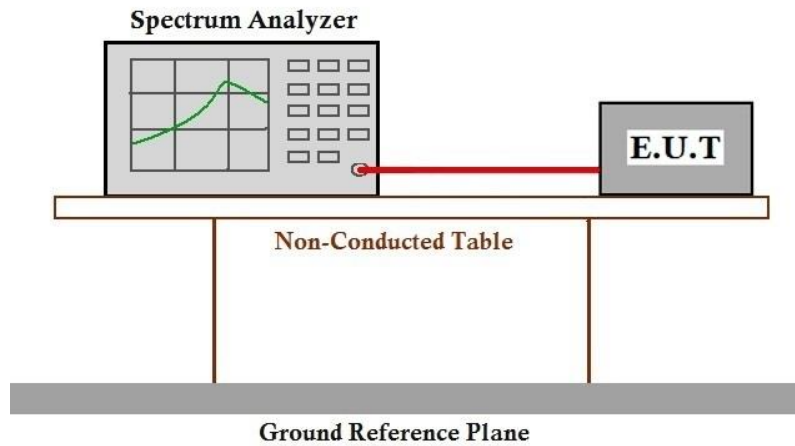 Spectrum Analyzer
E.U.T
Non-Conducted Table
Ground Reference Plane